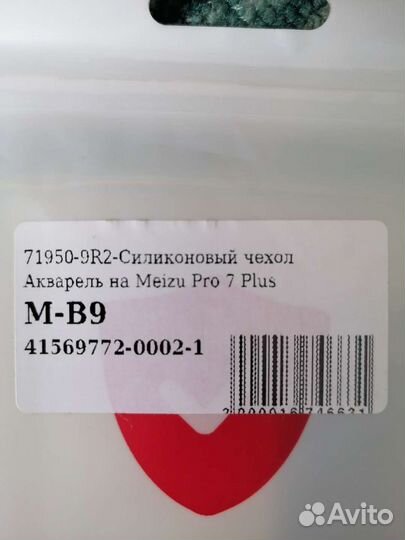 71950-9R2-Силиконовый чехол
Акварель на Meizu Pro 7 Plus
M-B9
41569772-0002-1
Avito